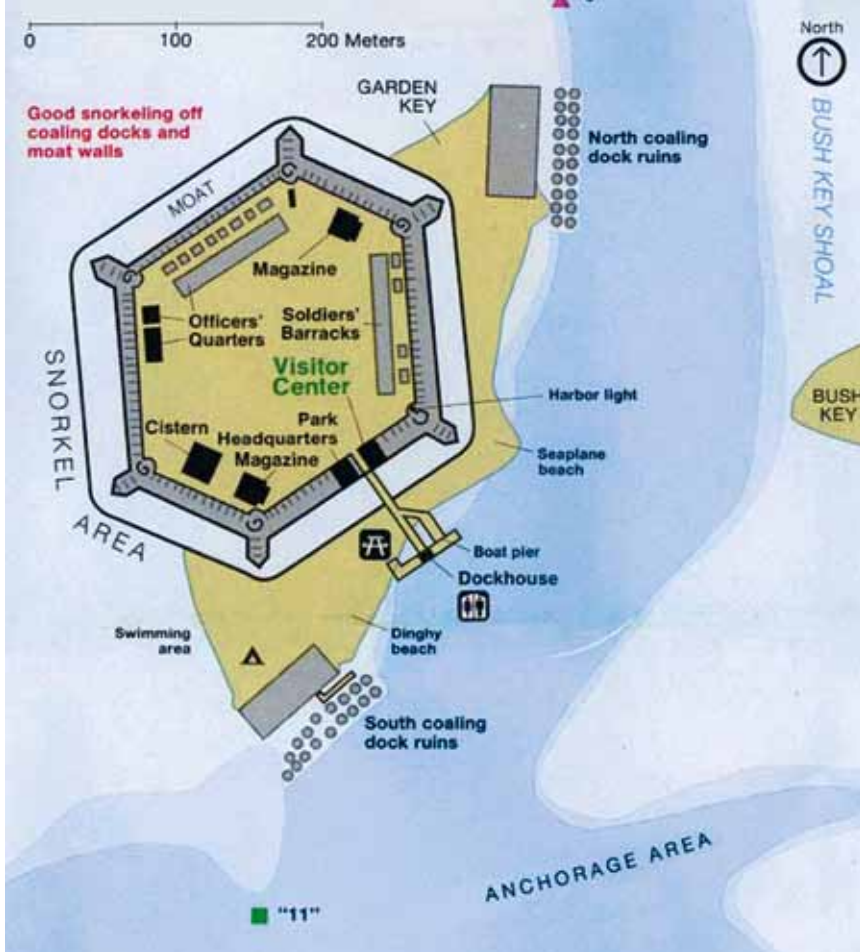 0 100 200 Meters
North
Good snorkeling off
coaling docks and
moat walls
GARDEN
KEY
BUSH KEY SHOAL
North coaling
dock ruins
MOAT
Magazine
Officers'
Quarters
Soldiers'
Barracks
Visitor
Center
SNORKEL
AREA
Harbor light
BUSH
KEY
Cistern
Park
Headquarters
Magazine
Seaplane
beach
Boat pier
Dockhouse
Swimming
area
Dinghy
beach
South coaling
dock ruins
ANCHORAGE AREA
"11"